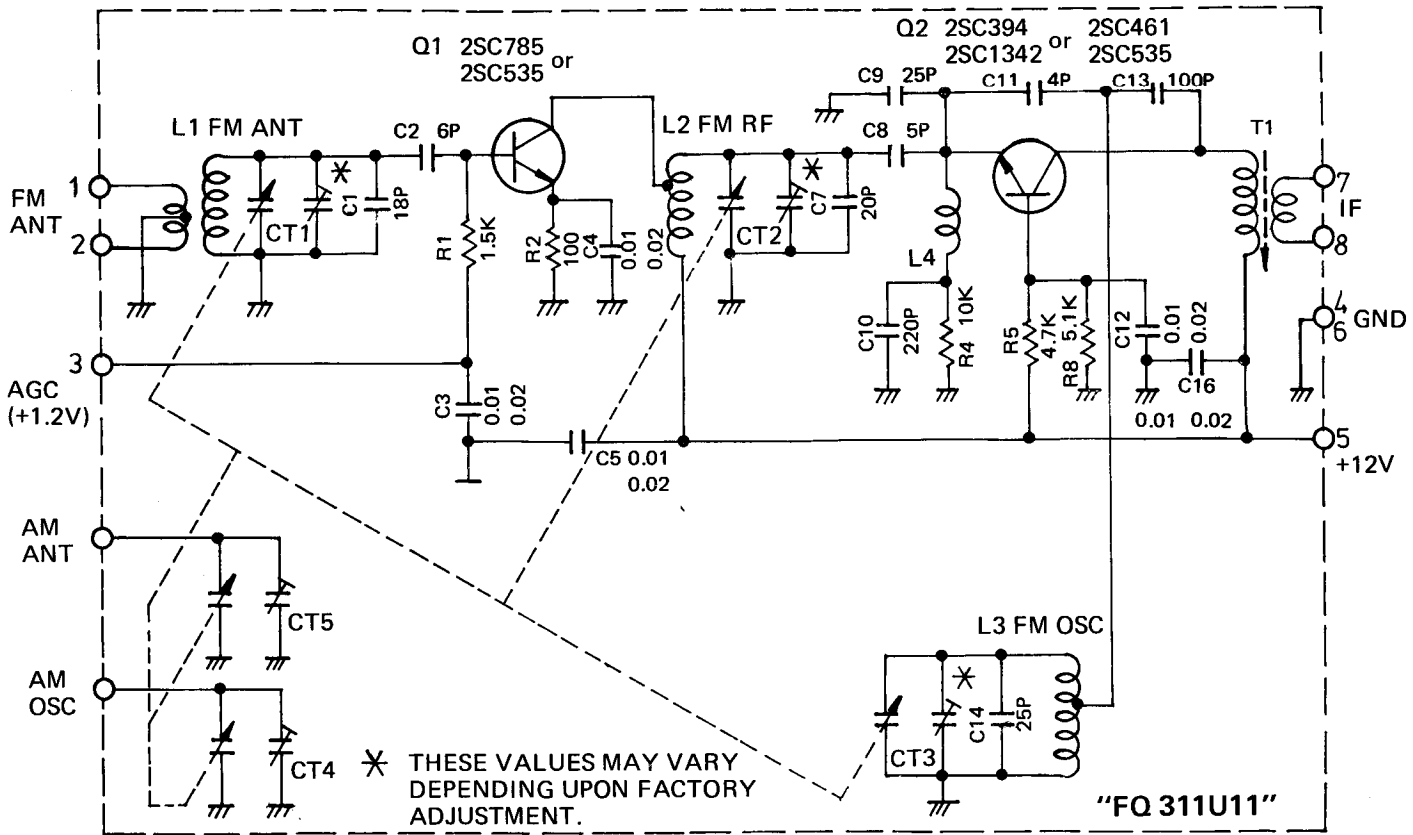 Q1 2SC785 or
2SC535
Q2 2SC394 or 2SC461
2SC1342 2SC535
C9 25P
C11 4P
C13 100P
L1 FM ANT
C2 6P
L2 FM RF
C8 5P
T1
FM
ANT
1
2
CT1
*
C1
18P
R1
1.5K
R2
100
C4
0.01
0.02
CT2
*
C7
20P
L4
7
IF
8
C10
220P
R4
10K
R5
4.7K
R8
5.1K
C12
0.01
0.02
C16
0.01 0.02
4
6
GND
3
AGC
(+1.2V)
C3
0.01
0.02
C5 0.01
0.02
5
+12V
AM
ANT
CT5
AM
OSC
CT4
L3 FM OSC
CT3
*
C14
25P
* THESE VALUES MAY VARY
DEPENDING UPON FACTORY
ADJUSTMENT.
"FQ 311U11"